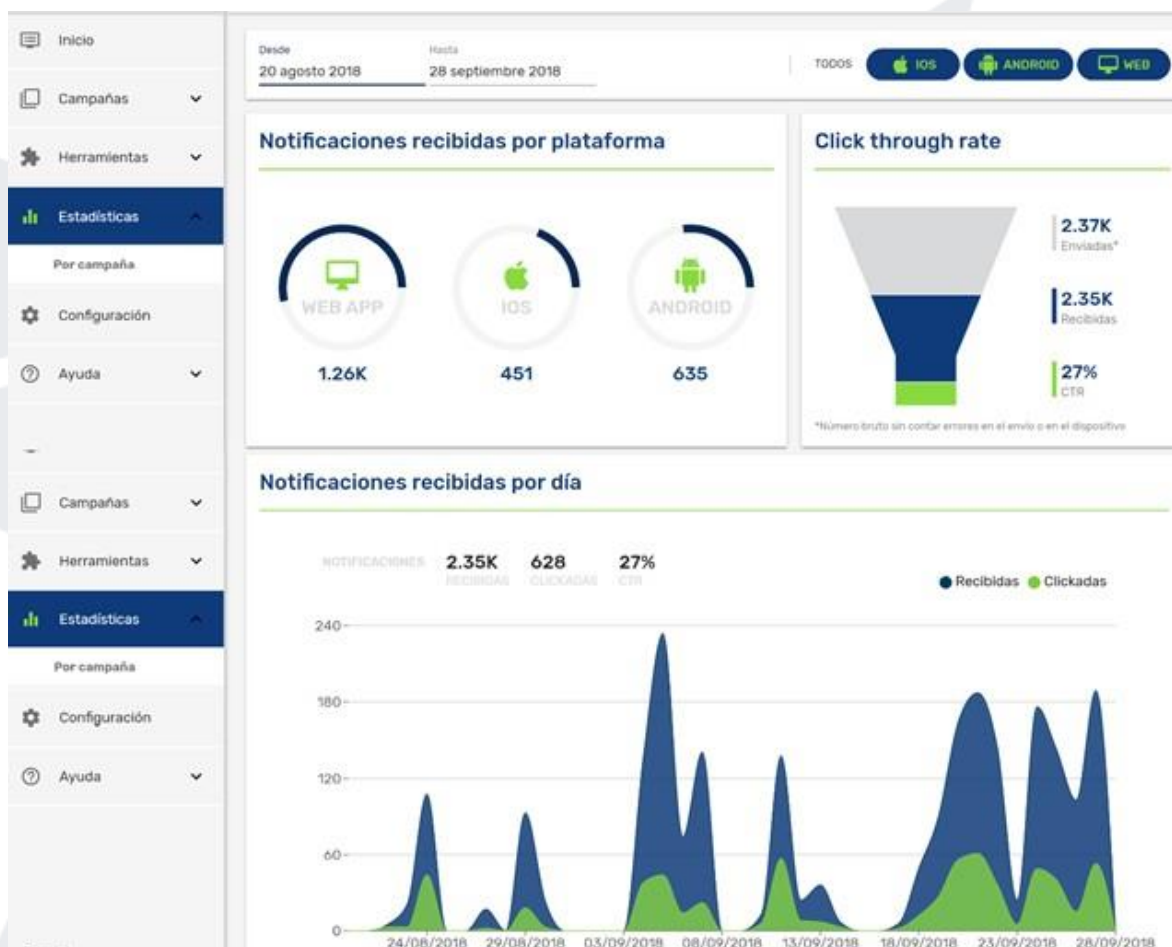 Inicio
Campañas
Herramientas
Estadísticas
Por campaña
Configuración
Ayuda
Campañas
Herramientas
Estadísticas
Por campaña
Configuración
Ayuda
Desde
20 agosto 2018
Hasta
28 septiembre 2018
TODOS
IOS
ANDROID
WEB
Notificaciones recibidas por plataforma
WEB APP
IOS
ANDROID
1.26K
451
635
Click through rate
2.37K
Enviadas*
2.35K
Recibidas
27%
CTR
*Número bruto sin contar errores en el envío o en el dispositivo
Notificaciones recibidas por día
NOTIFICACIONES
2.35K
RECIBIDAS
628
CLICKADAS
27%
CTR
Recibidas
Clickadas
240
180
120
60
0
24/08/2018
29/08/2018
03/09/2018
08/09/2018
13/09/2018
18/09/2018
23/09/2018
28/09/2018